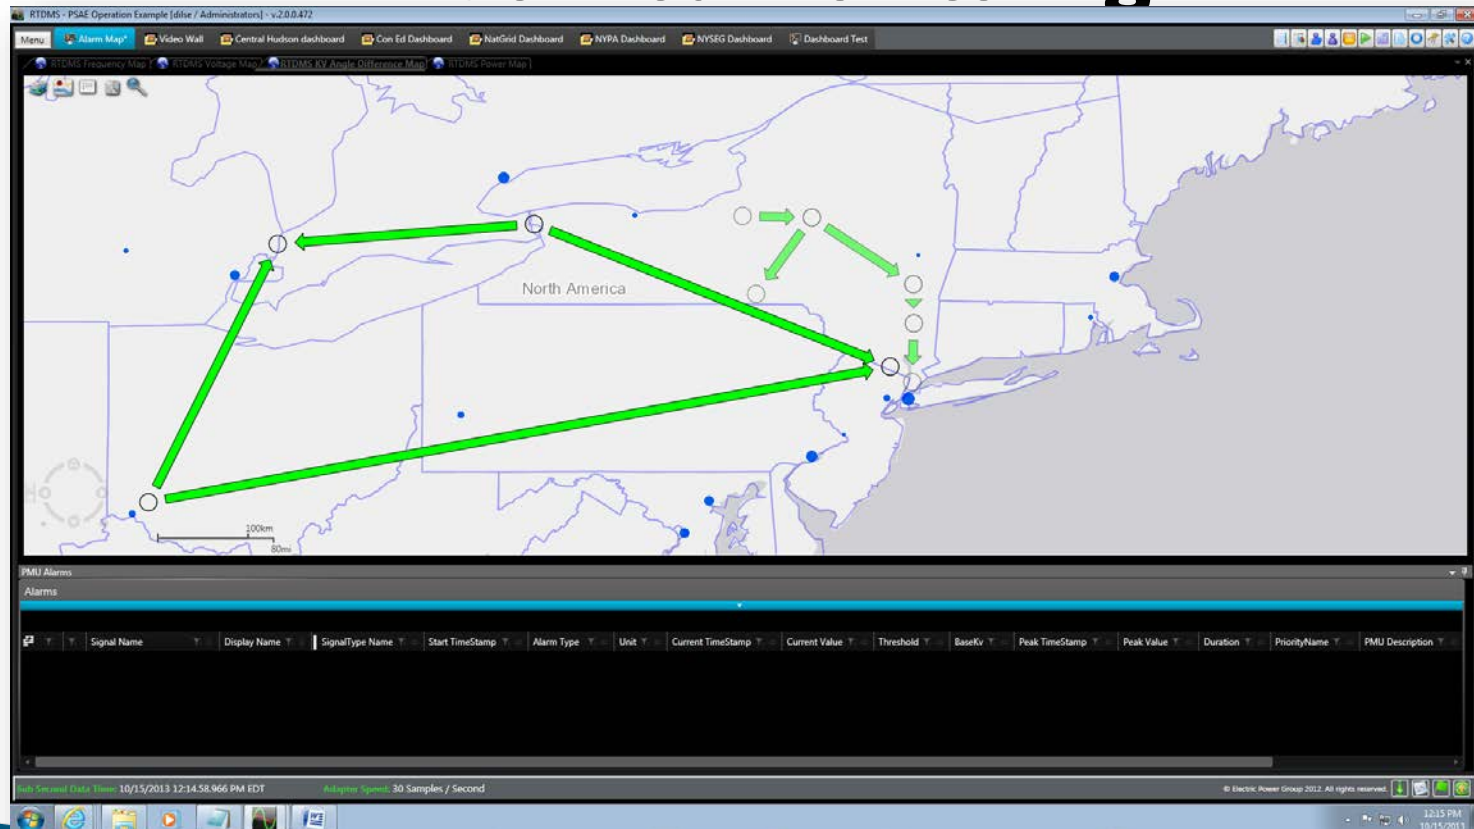 RTDMS - PSAE Operation Example [dilse / Administrators] - v.2.0.0.472
Menu Alarm Map* Video Wall Central Hudson dashboard Con Ed Dashboard NatGrid Dashboard NYPA Dashboard NYSEG Dashboard Dashboard Test
RTDMS Frequency Map RTDMS Voltage Map RTDMS KV Angle Difference Map RTDMS Power Map
North America
100km
80mi
PMU Alarms
Alarms
Signal Name Display Name SignalType Name Start TimeStamp Alarm Type Unit Current TimeStamp Current Value Threshold BaseKv Peak TimeStamp Peak Value Duration PriorityName PMU Description
Sub Second Data Time: 10/15/2013 12:14.58.966 PM EDT Adapter Speed: 30 Samples / Second © Electric Power Group 2012. All rights reserved.
12:15 PM
10/15/2013